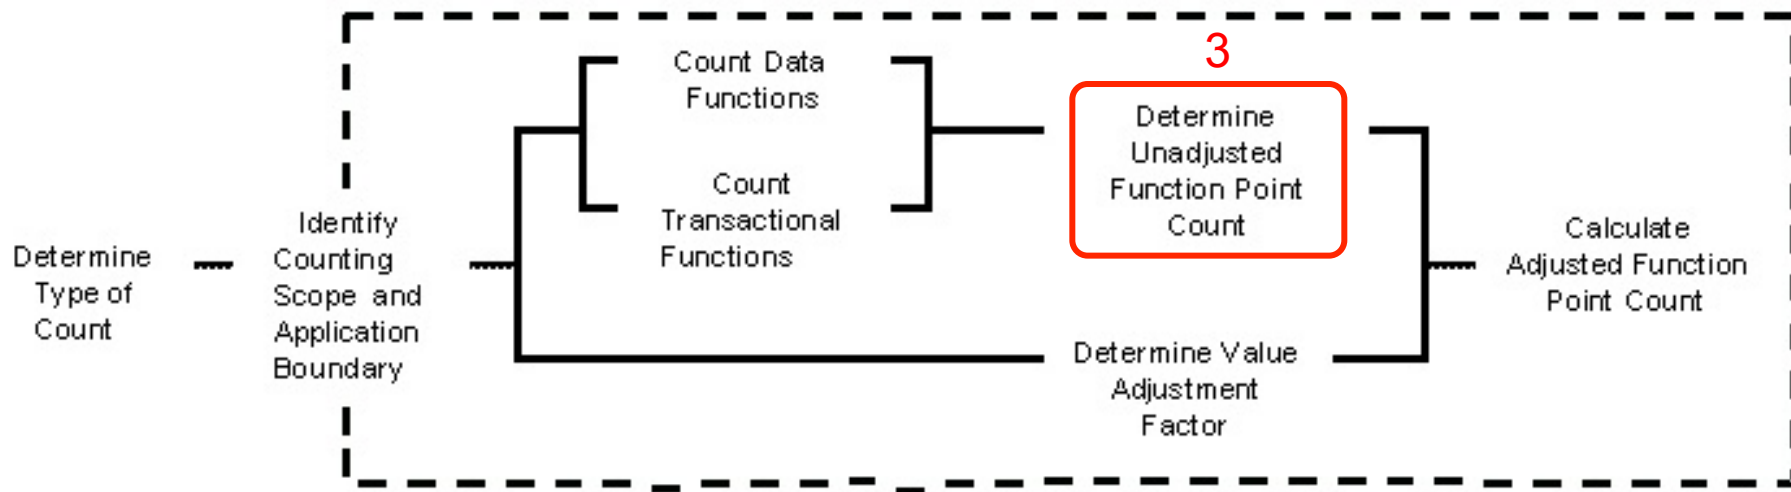 Determine
Type of
Count
Identify
Counting
Scope and
Application
Boundary
Count Data
Functions
Count
Transactional
Functions
3
Determine
Unadjusted
Function Point
Count
Determine Value
Adjustment
Factor
Calculate
Adjusted Function
Point Count